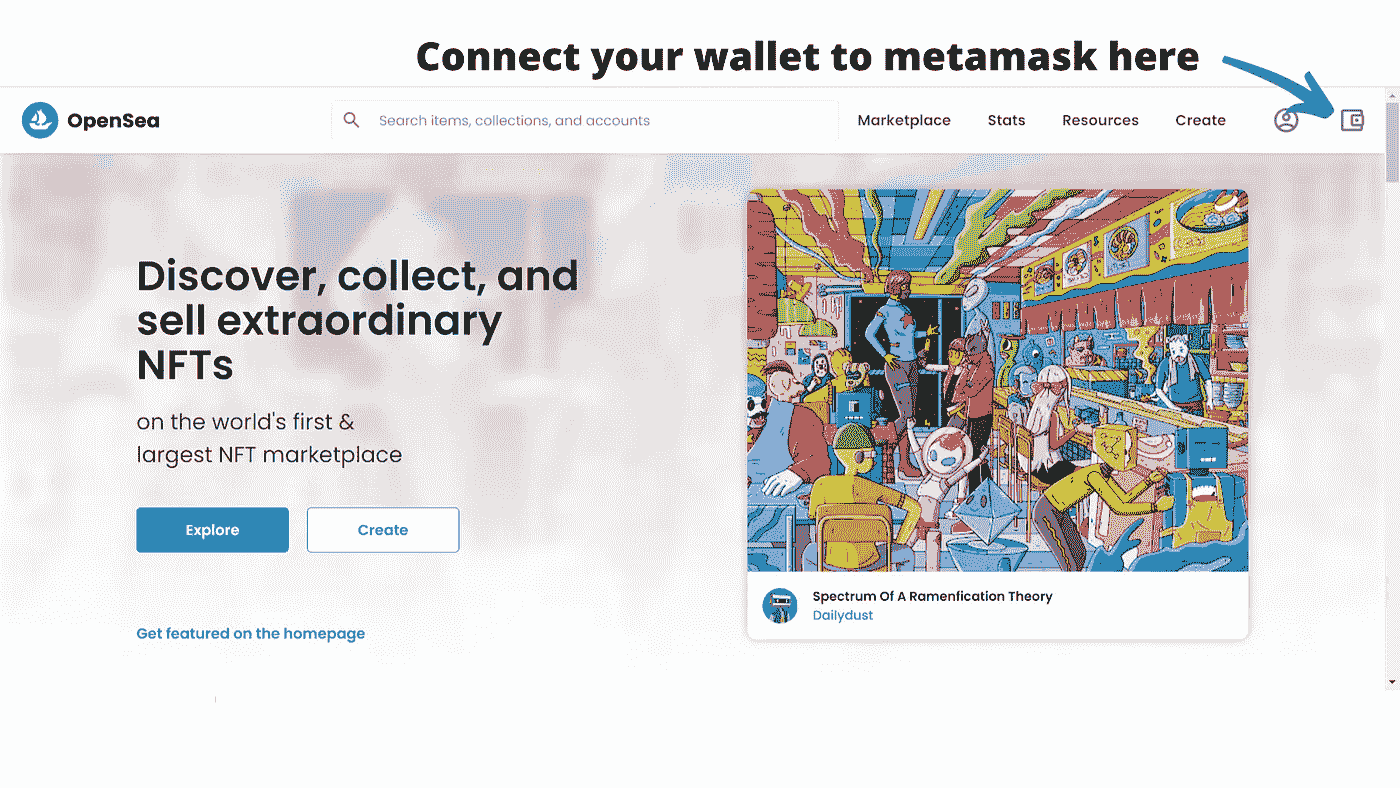 Connect your wallet to metamask here
OpenSea
Search items, collections, and accounts
Marketplace
Stats
Resources
Create
Discover, collect, and
sell extraordinary
NFTs
on the world's first &
largest NFT marketplace
Explore
Create
Get featured on the homepage
Spectrum Of A Ramenfication Theory
Dailydust